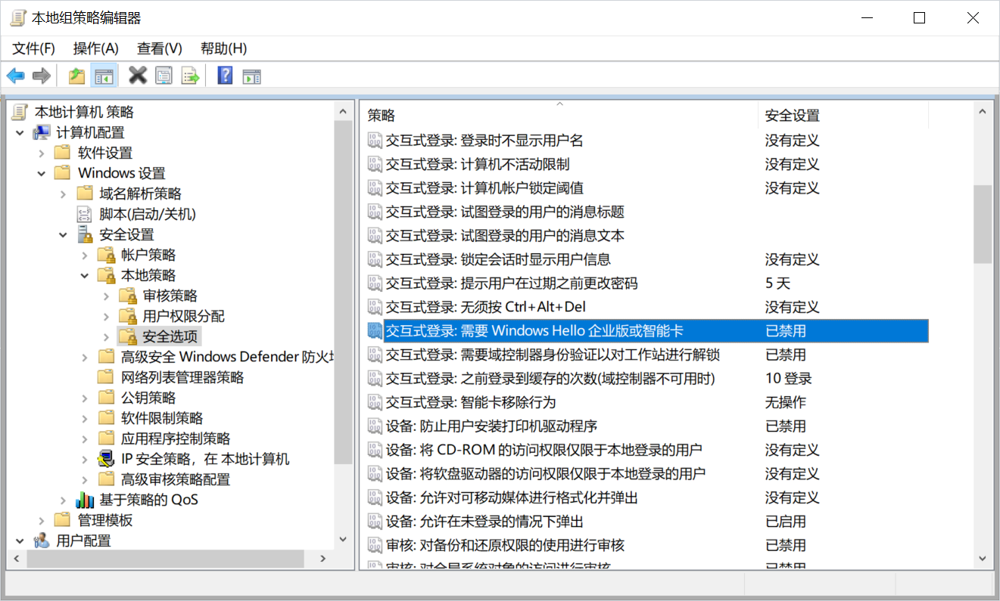 本地组策略编辑器
文件(F) 操作(A) 查看(V) 帮助(H)
本地计算机 策略
计算机配置
软件设置
Windows 设置
域名解析策略
脚本(启动/关机)
安全设置
帐户策略
本地策略
审核策略
用户权限分配
安全选项
高级安全 Windows Defender 防火墙
网络列表管理器策略
公钥策略
软件限制策略
应用程序控制策略
IP 安全策略，在 本地计算机
高级审核策略配置
基于策略的 QoS
管理模板
用户配置
策略 安全设置
交互式登录: 登录时不显示用户名 没有定义
交互式登录: 计算机不活动限制 没有定义
交互式登录: 计算机帐户锁定阈值 没有定义
交互式登录: 试图登录的用户的消息标题
交互式登录: 试图登录的用户的消息文本
交互式登录: 锁定会话时显示用户信息 没有定义
交互式登录: 提示用户在过期之前更改密码 5 天
交互式登录: 无须按 Ctrl+Alt+Del 没有定义
交互式登录: 需要 Windows Hello 企业版或智能卡 已禁用
交互式登录: 需要域控制器身份验证以对工作站进行解锁 已禁用
交互式登录: 之前登录到缓存的次数(域控制器不可用时) 10 登录
交互式登录: 智能卡移除行为 无操作
设备: 防止用户安装打印机驱动程序 已禁用
设备: 将 CD-ROM 的访问权限仅限于本地登录的用户 没有定义
设备: 将软盘驱动器的访问权限仅限于本地登录的用户 没有定义
设备: 允许对可移动媒体进行格式化并弹出 没有定义
设备: 允许在未登录的情况下弹出 已启用
审核: 对备份和还原权限的使用进行审核 已禁用
审核: 对全局系统对象的访问进行审核 已禁用